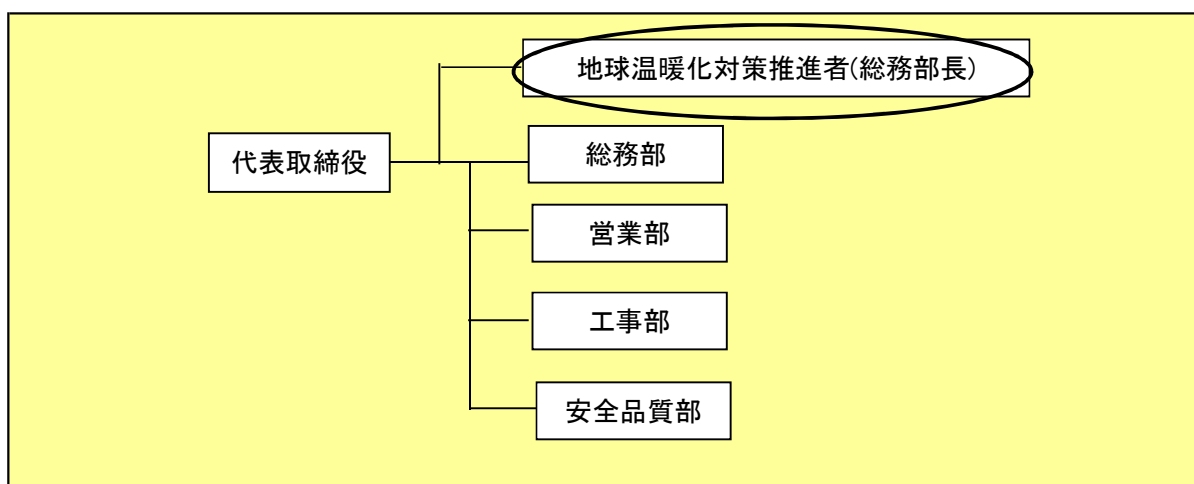 地球温暖化対策推進者(総務部長)
代表取締役
総務部
営業部
工事部
安全品質部